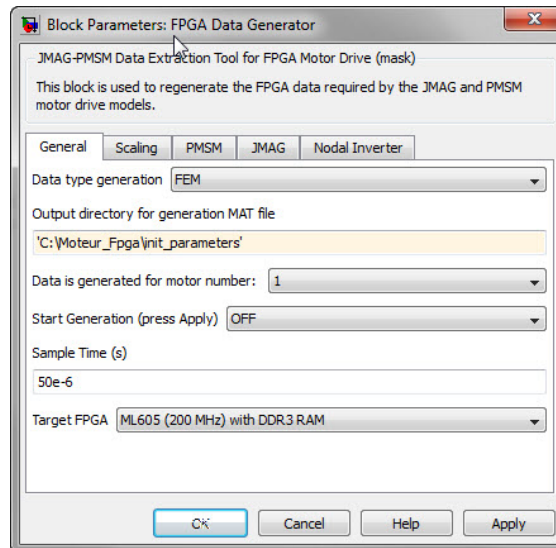 Block Parameters: FPGA Data Generator
JMAG-PMSM Data Extraction Tool for FPGA Motor Drive (mask)
This block is used to regenerate the FPGA data required by the JMAG and PMSM
motor drive models.
General Scaling PMSM JMAG Nodal Inverter
Data type generation FEM
Output directory for generation MAT file
'C:\Moteur_Fpga\init_parameters'
Data is generated for motor number: 1
Start Generation (press Apply) OFF
Sample Time (s)
50e-6
Target FPGA ML605 (200 MHz) with DDR3 RAM
OK Cancel Help Apply